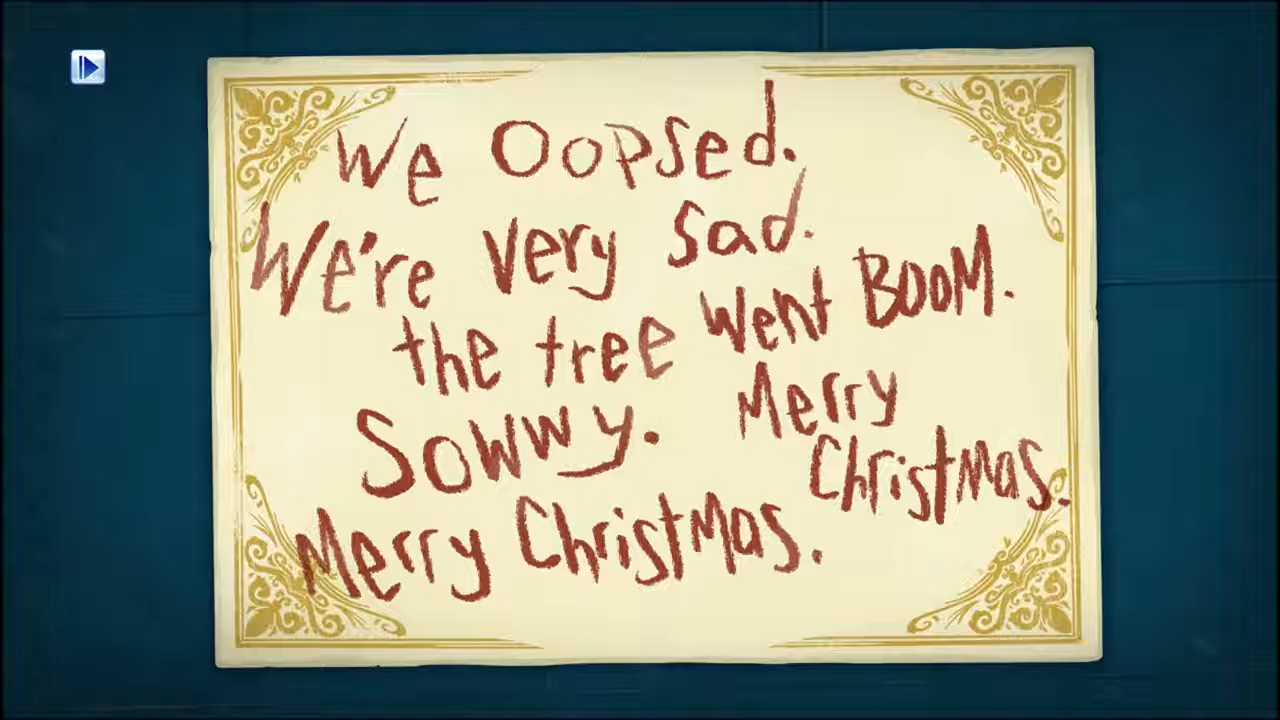 We Oopsed.
We're very sad.
the tree went BOOM.
Sowwy. Merry
Christmas.
Merry Christmas.